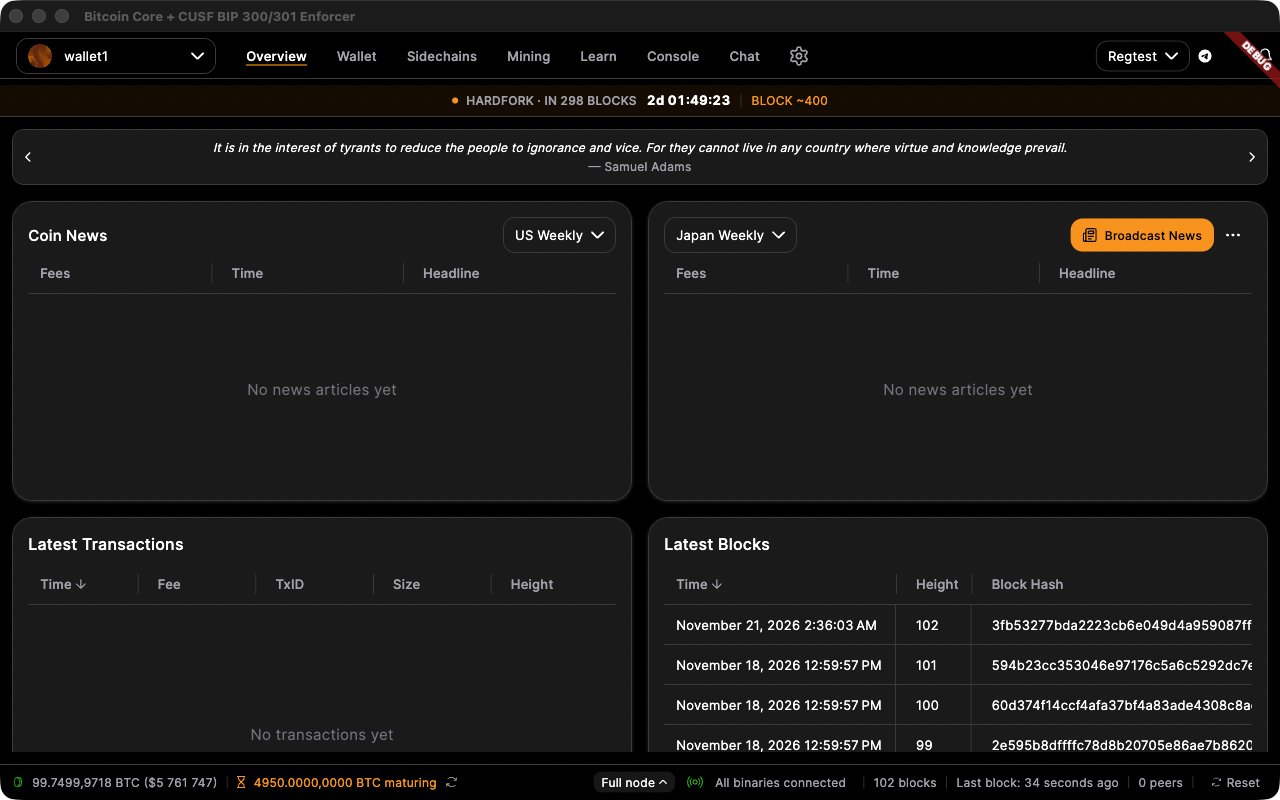 Bitcoin Core + CUSF BIP 300/301 Enforcer
wallet1
Overview
Wallet
Sidechains
Mining
Learn
Console
Chat
Regtest
DEBUG
HARDFORK · IN 298 BLOCKS 2d 01:49:23 BLOCK ~400
It is in the interest of tyrants to reduce the people to ignorance and vice. For they cannot live in any country where virtue and knowledge prevail.
— Samuel Adams
Coin News
US Weekly
Fees Time Headline
No news articles yet
Japan Weekly
Broadcast News
Fees Time Headline
No news articles yet
Latest Transactions
Time Fee TxID Size Height
No transactions yet
Latest Blocks
Time Height Block Hash
November 21, 2026 2:36:03 AM 102 3fb53277bda2223cb6e049d4a959087ff
November 18, 2026 12:59:57 PM 101 594b23cc353046e97176c5a6c5292dc7e
November 18, 2026 12:59:57 PM 100 60d374f14ccf4afa37bf4a83ade4308c8a
November 18, 2026 12:59:57 PM 99 2e595b8dffffc78d8b20705e86ae7b8620
99.7499,9718 BTC ($5 761 747)
4950.0000,0000 BTC maturing
Full node
All binaries connected
102 blocks
Last block: 34 seconds ago
0 peers
Reset